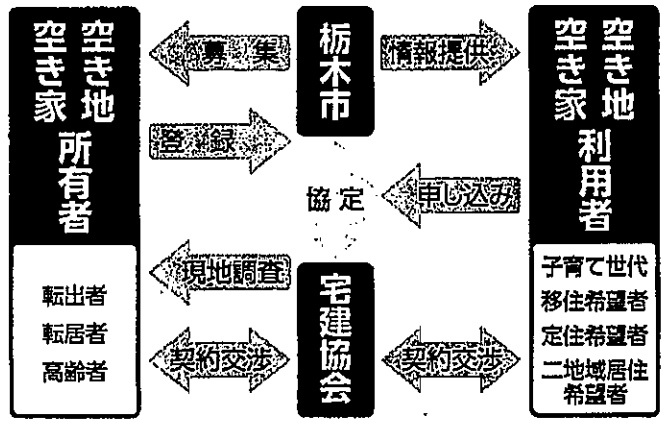 空き地
空き家
所有者
転出者
転居者
高齢者
募集
登録
現地調査
契約交渉
栃木市
協定
宅建協会
情報提供
申し込み
契約交渉
空き地
空き家
利用者
子育て世代
移住希望者
定住希望者
二地域居住
希望者